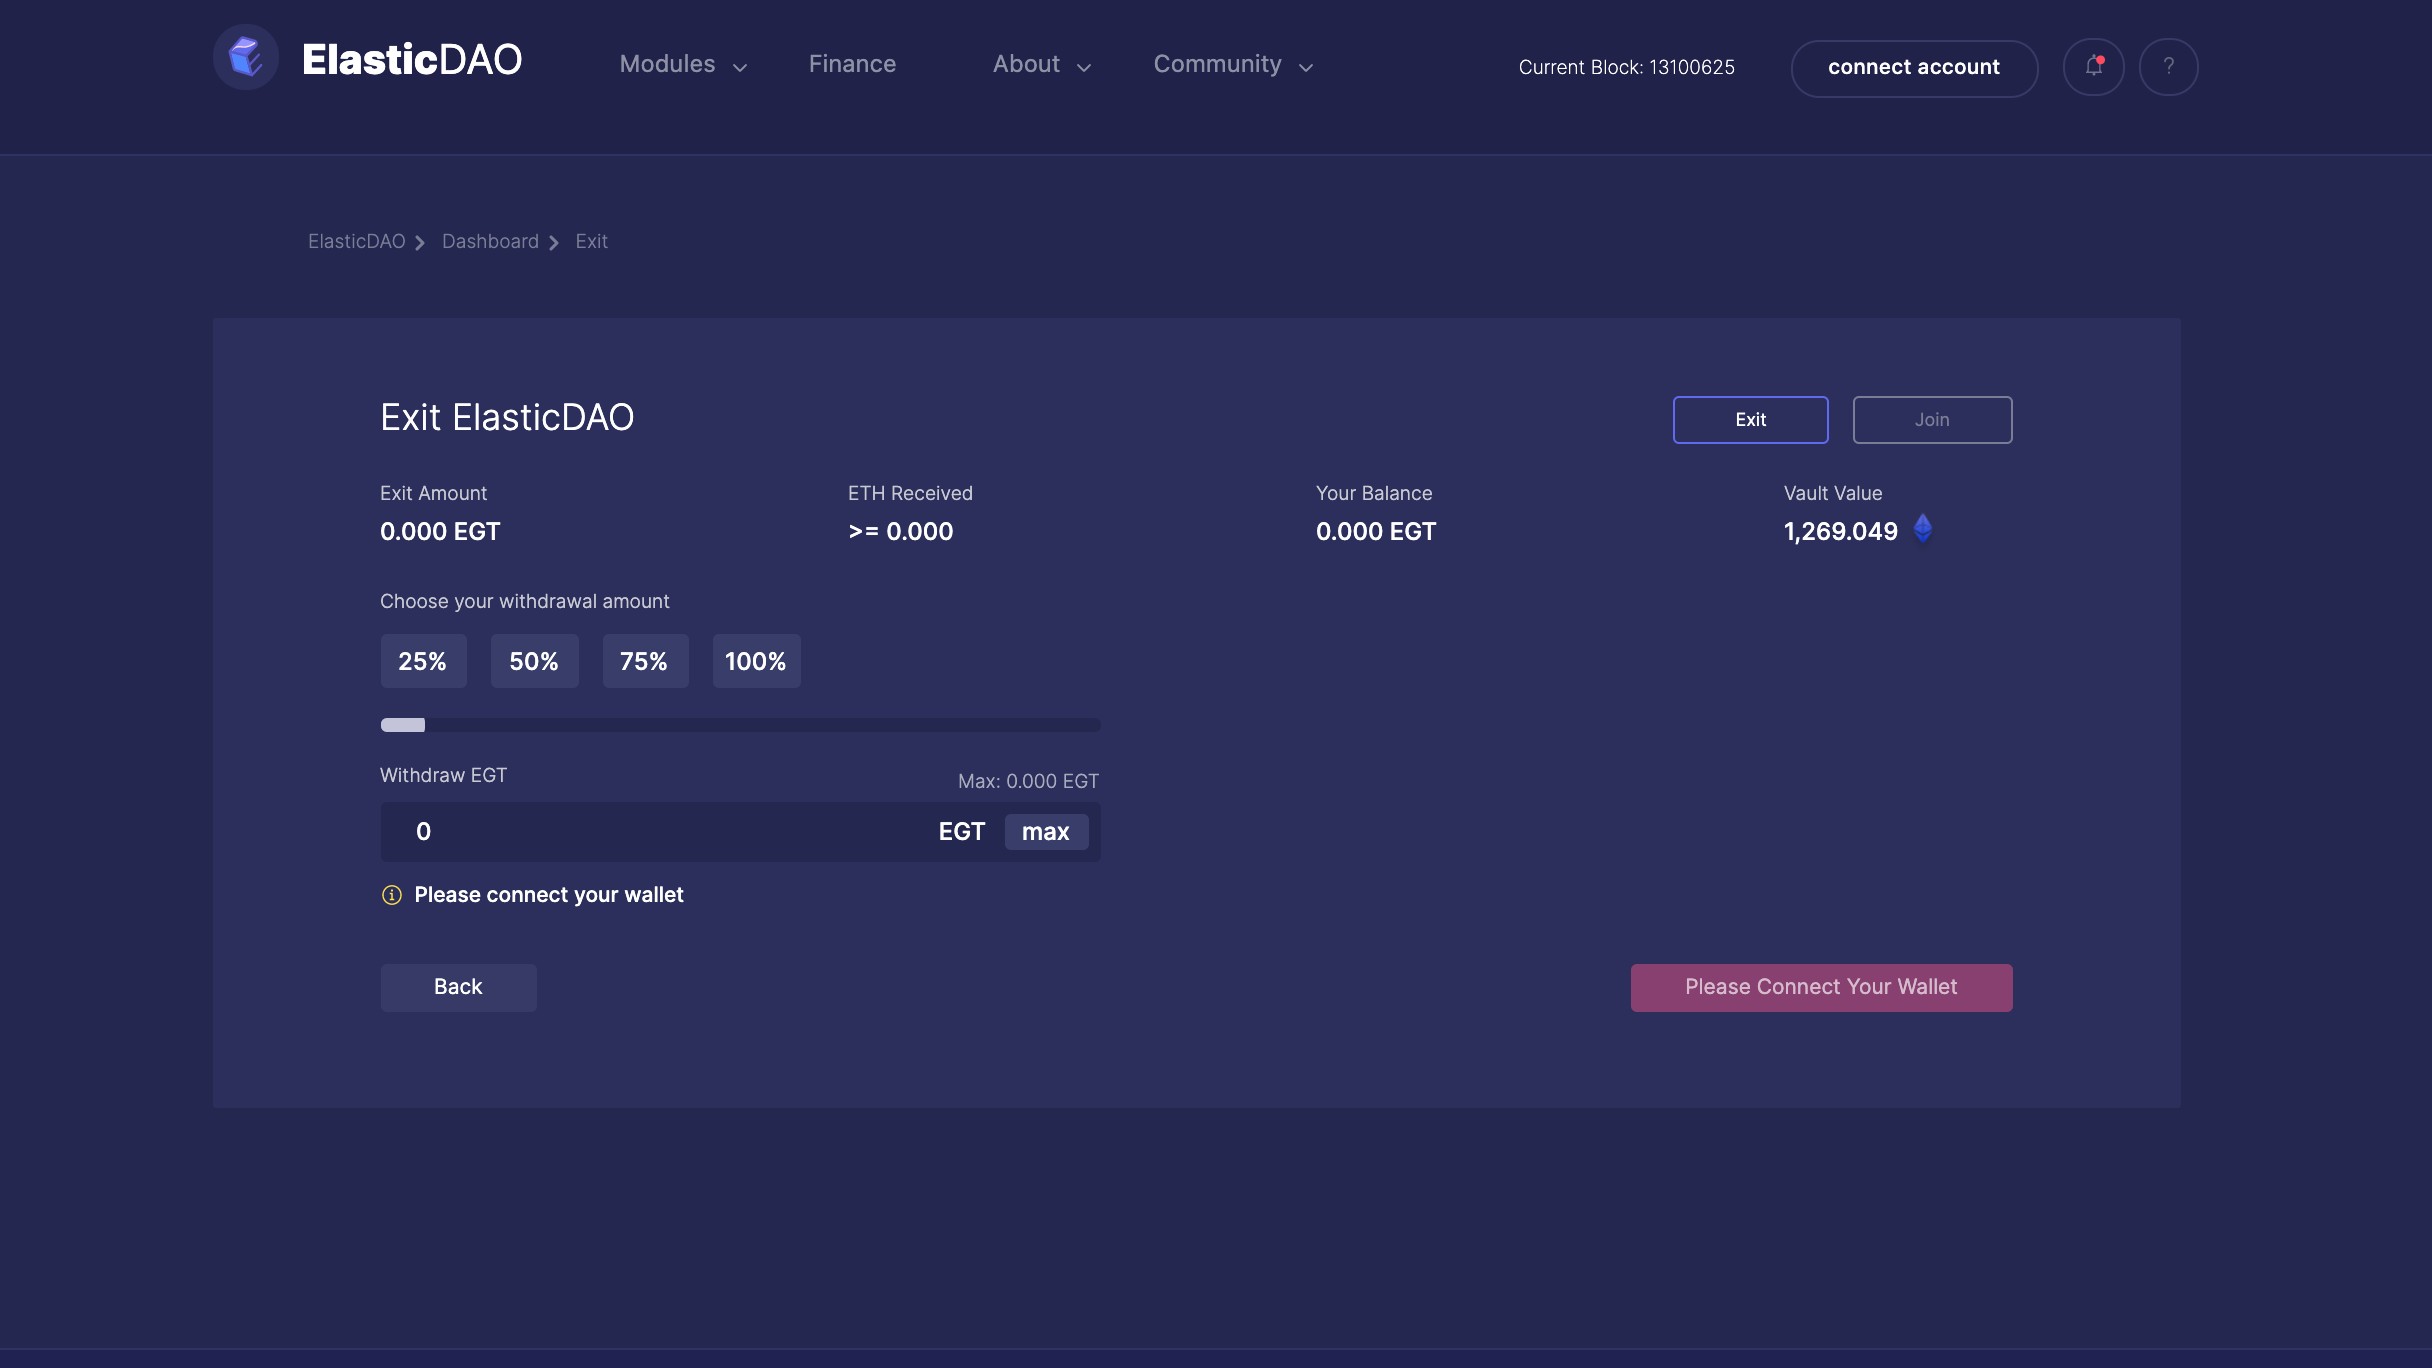 ElasticDAO
Modules
Finance
About
Community
Current Block: 13100625
connect account
?
ElasticDAO
Dashboard
Exit
Exit ElasticDAO
Exit
Join
Exit Amount
0.000 EGT
ETH Received
>= 0.000
Your Balance
0.000 EGT
Vault Value
1,269.049
Choose your withdrawal amount
25%
50%
75%
100%
Withdraw EGT
Max: 0.000 EGT
0
EGT
max
Please connect your wallet
Back
Please Connect Your Wallet